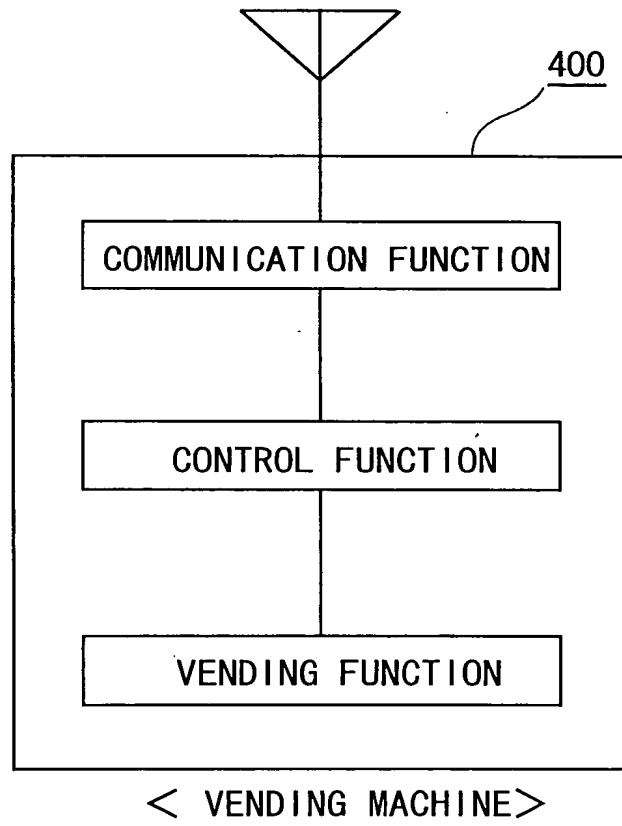 400
COMMUNICATION FUNCTION
CONTROL FUNCTION
VENDING FUNCTION
< VENDING MACHINE>